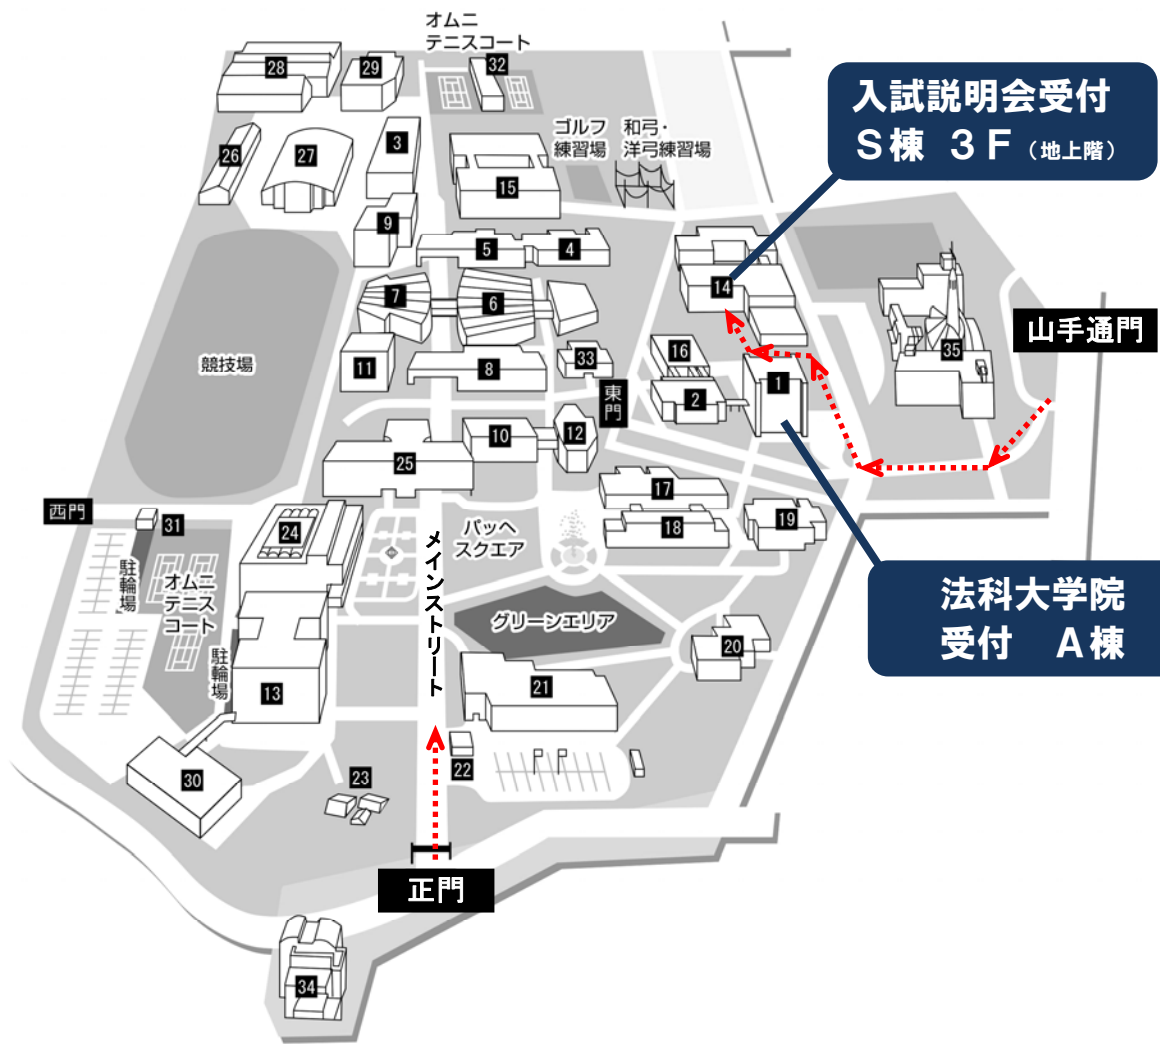 オムニ
テニスコート
28
29
32
入試説明会受付
S棟 3F（地上階）
ゴルフ
練習場
和弓・
洋弓練習場
26
27
3
15
9
5
4
7
6
14
35
山手通門
競技場
11
8
33
16
1
2
東門
10
12
25
17
18
19
西門
31
24
バッヘ
スクエア
メインストリート
駐輪場
オムニ
テニス
コート
法科大学院
受付 A棟
グリーンエリア
20
駐輪場
13
21
22
30
23
正門
34